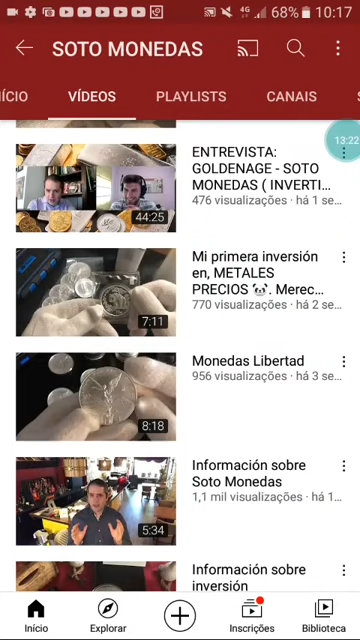 4G 68% 10:17
SOTO MONEDAS
NÍCIO VÍDEOS PLAYLISTS CANAIS S
13:22
ENTREVISTA:
GOLDENAGE - SOTO
MONEDAS ( INVERTI...
476 visualizações · há 1 se...
44:25
Mi primera inversión
en, METALES
PRECIOS 🐼. Merec...
770 visualizações · há 2 se...
7:11
Monedas Libertad
956 visualizações · há 3 se...
8:18
Información sobre
Soto Monedas
1,1 mil visualizações · há 1...
5:34
Información sobre
inversión
Início Explorar Inscrições Biblioteca